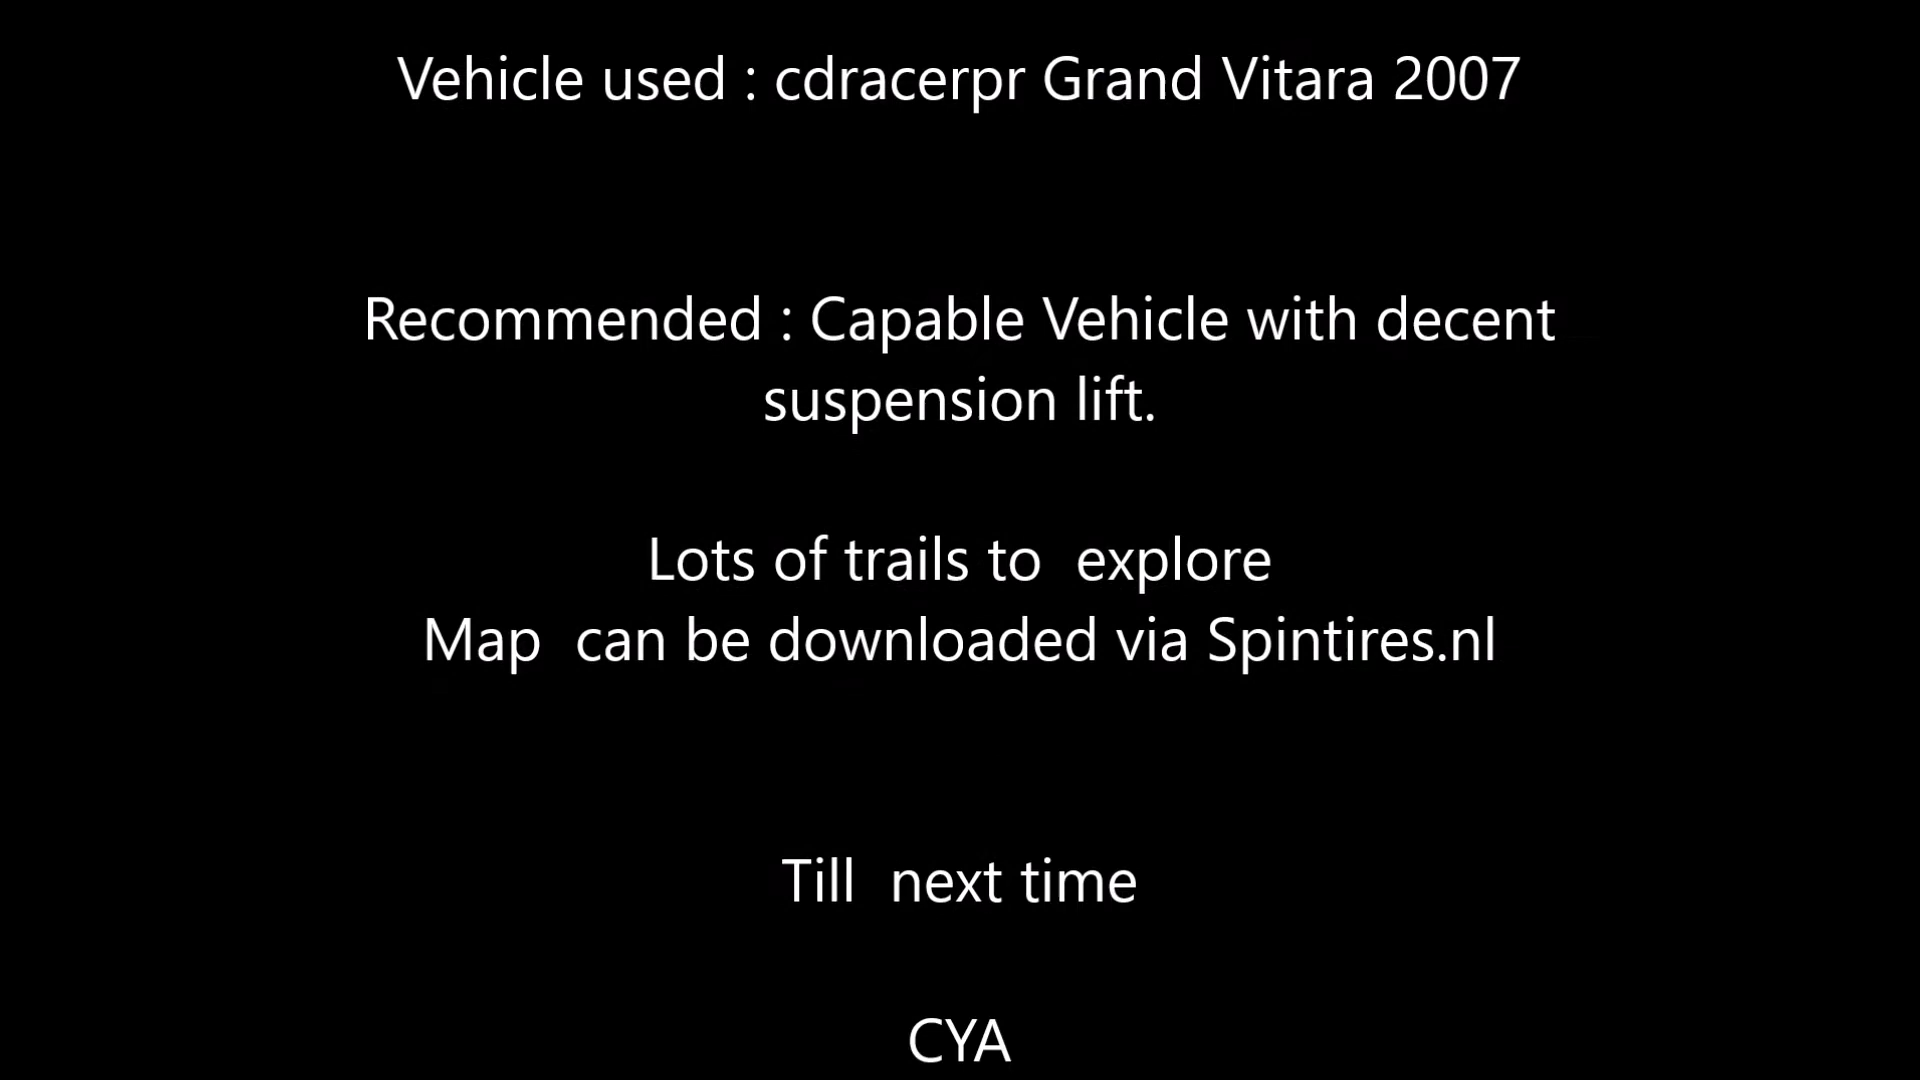 Vehicle used : cdracerpr Grand Vitara 2007
Recommended : Capable Vehicle with decent
suspension lift.
Lots of trails to  explore
Map  can be downloaded via Spintires.nl
Till  next time
CYA